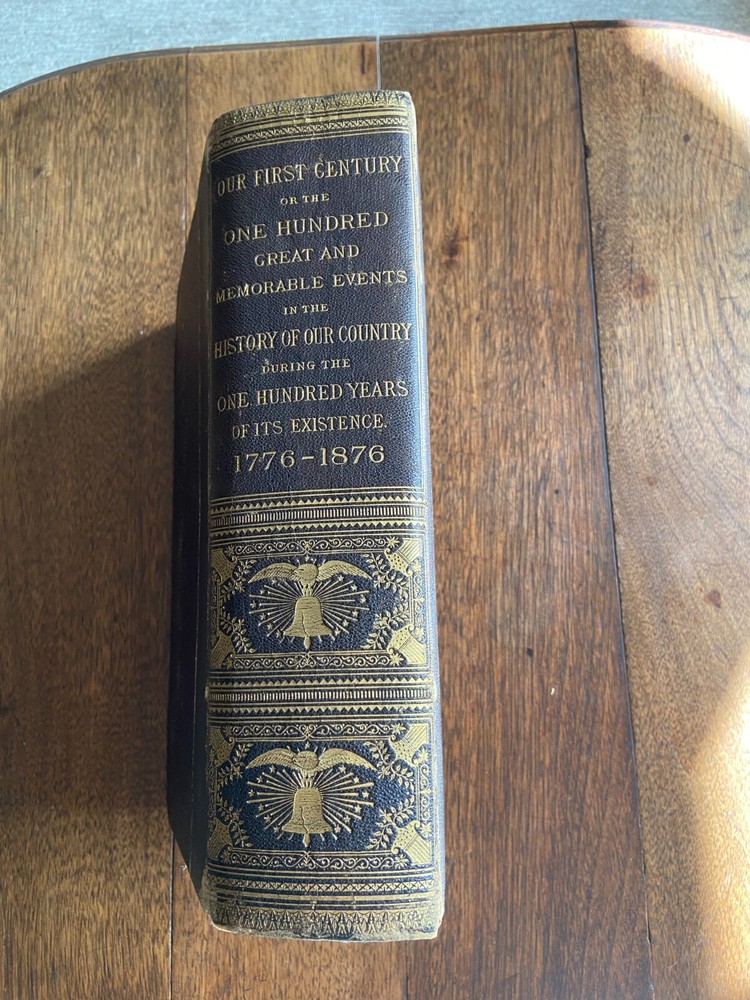 OUR FIRST CENTURY
OR THE
ONE HUNDRED
GREAT AND
MEMORABLE EVENTS
IN THE
HISTORY OF OUR COUNTRY
DURING THE
ONE HUNDRED YEARS
OF ITS EXISTENCE.
1776-1876